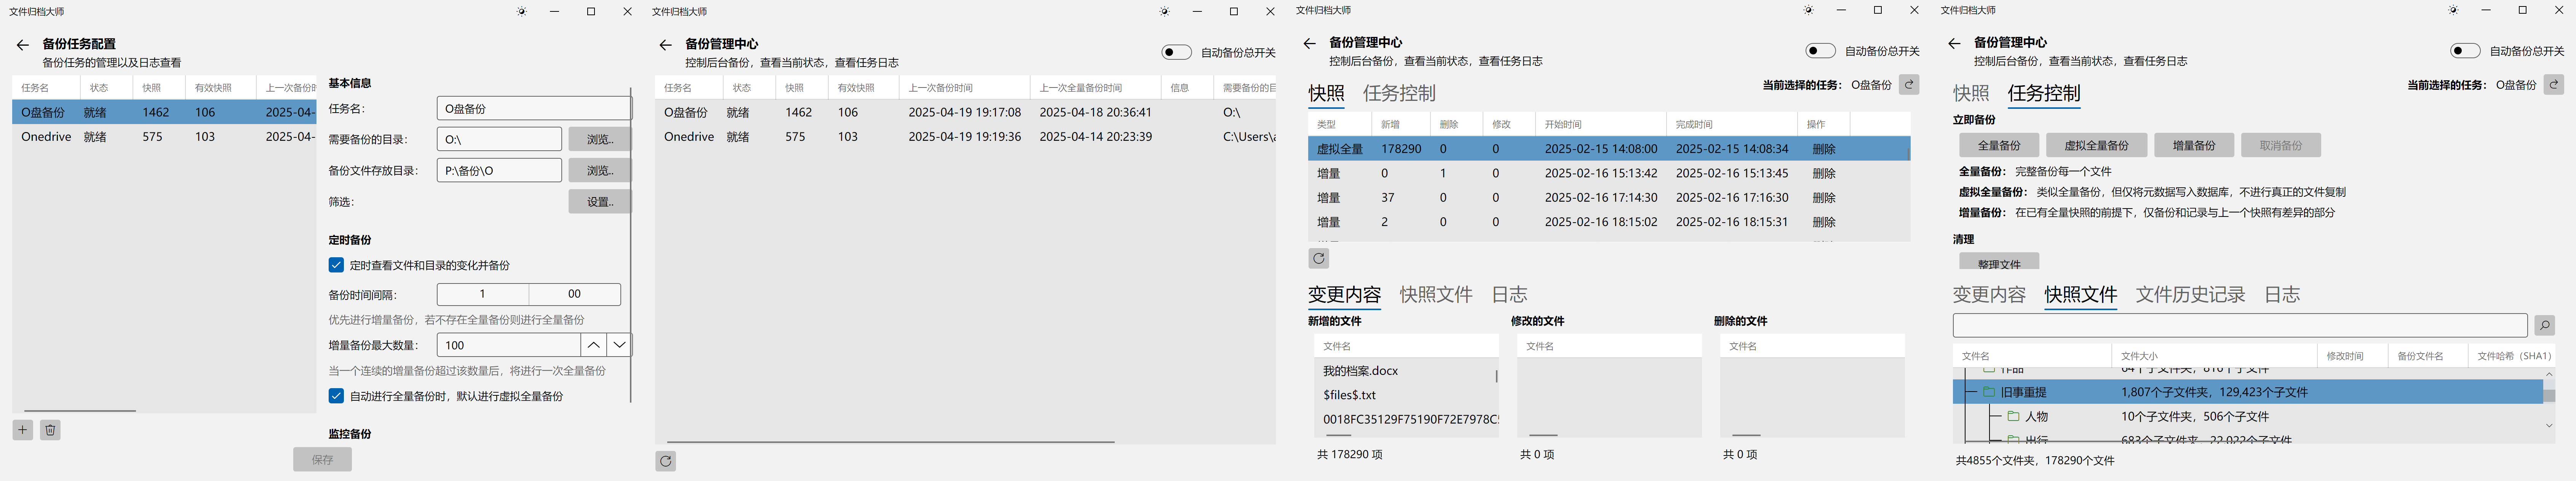 文件归档大师
备份任务配置
备份任务的管理以及日志查看
任务名 状态 快照 有效快照 上一次备份时
O盘备份 就绪 1462 106 2025-04-
Onedrive 就绪 575 103 2025-04-
基本信息
任务名： O盘备份
需要备份的目录： O:\ 浏览..
备份文件存放目录： P:\备份\O 浏览..
筛选： 设置..
定时备份
定时查看文件和目录的变化并备份
备份时间间隔： 1 00
优先进行增量备份，若不存在全量备份则进行全量备份
增量备份最大数量： 100
当一个连续的增量备份超过该数量后，将进行一次全量备份
自动进行全量备份时，默认进行虚拟全量备份
监控备份
保存
文件归档大师
备份管理中心
控制后台备份，查看当前状态，查看任务日志
自动备份总开关
任务名 状态 快照 有效快照 上一次备份时间 上一次全量备份时间 信息 需要备份的目
O盘备份 就绪 1462 106 2025-04-19 19:17:08 2025-04-18 20:36:41 O:\
Onedrive 就绪 575 103 2025-04-19 19:19:36 2025-04-14 20:23:39 C:\Users\a
文件归档大师
备份管理中心
控制后台备份，查看当前状态，查看任务日志
自动备份总开关
快照 任务控制
当前选择的任务： O盘备份
类型 新增 删除 修改 开始时间 完成时间 操作
虚拟全量 178290 0 0 2025-02-15 14:08:00 2025-02-15 14:08:34 删除
增量 0 1 0 2025-02-16 15:13:42 2025-02-16 15:13:45 删除
增量 37 0 0 2025-02-16 17:14:30 2025-02-16 17:16:30 删除
增量 2 0 0 2025-02-16 18:15:02 2025-02-16 18:15:31 删除
变更内容 快照文件 日志
新增的文件 修改的文件 删除的文件
文件名 文件名 文件名
我的档案.docx
$files$.txt
0018FC35129F75190F72E7978C5
共 178290 项 共 0 项 共 0 项
文件归档大师
备份管理中心
控制后台备份，查看当前状态，查看任务日志
自动备份总开关
快照 任务控制
当前选择的任务： O盘备份
立即备份
全量备份 虚拟全量备份 增量备份 取消备份
全量备份： 完整备份每一个文件
虚拟全量备份： 类似全量备份，但仅将元数据写入数据库，不进行真正的文件复制
增量备份： 在已有全量快照的前提下，仅备份和记录与上一个快照有差异的部分
清理
整理文件
变更内容 快照文件 文件历史记录 日志
文件名 文件大小 修改时间 备份文件名 文件哈希（SHA1）
作品 64个子文件夹，616个子文件
旧事重提 1,807个子文件夹，129,423个子文件
人物 10个子文件夹，506个子文件
出行 683个子文件夹，22,022个子文件
共4855个文件夹，178290个文件